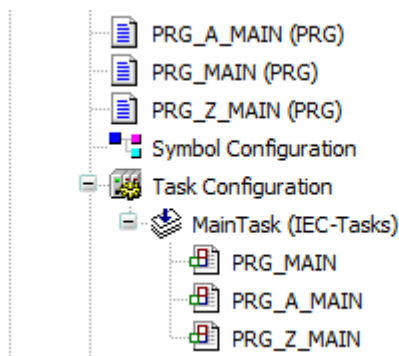 PRG_A_MAIN (PRG)
PRG_MAIN (PRG)
PRG_Z_MAIN (PRG)
Symbol Configuration
Task Configuration
MainTask (IEC-Tasks)
PRG_MAIN
PRG_A_MAIN
PRG_Z_MAIN